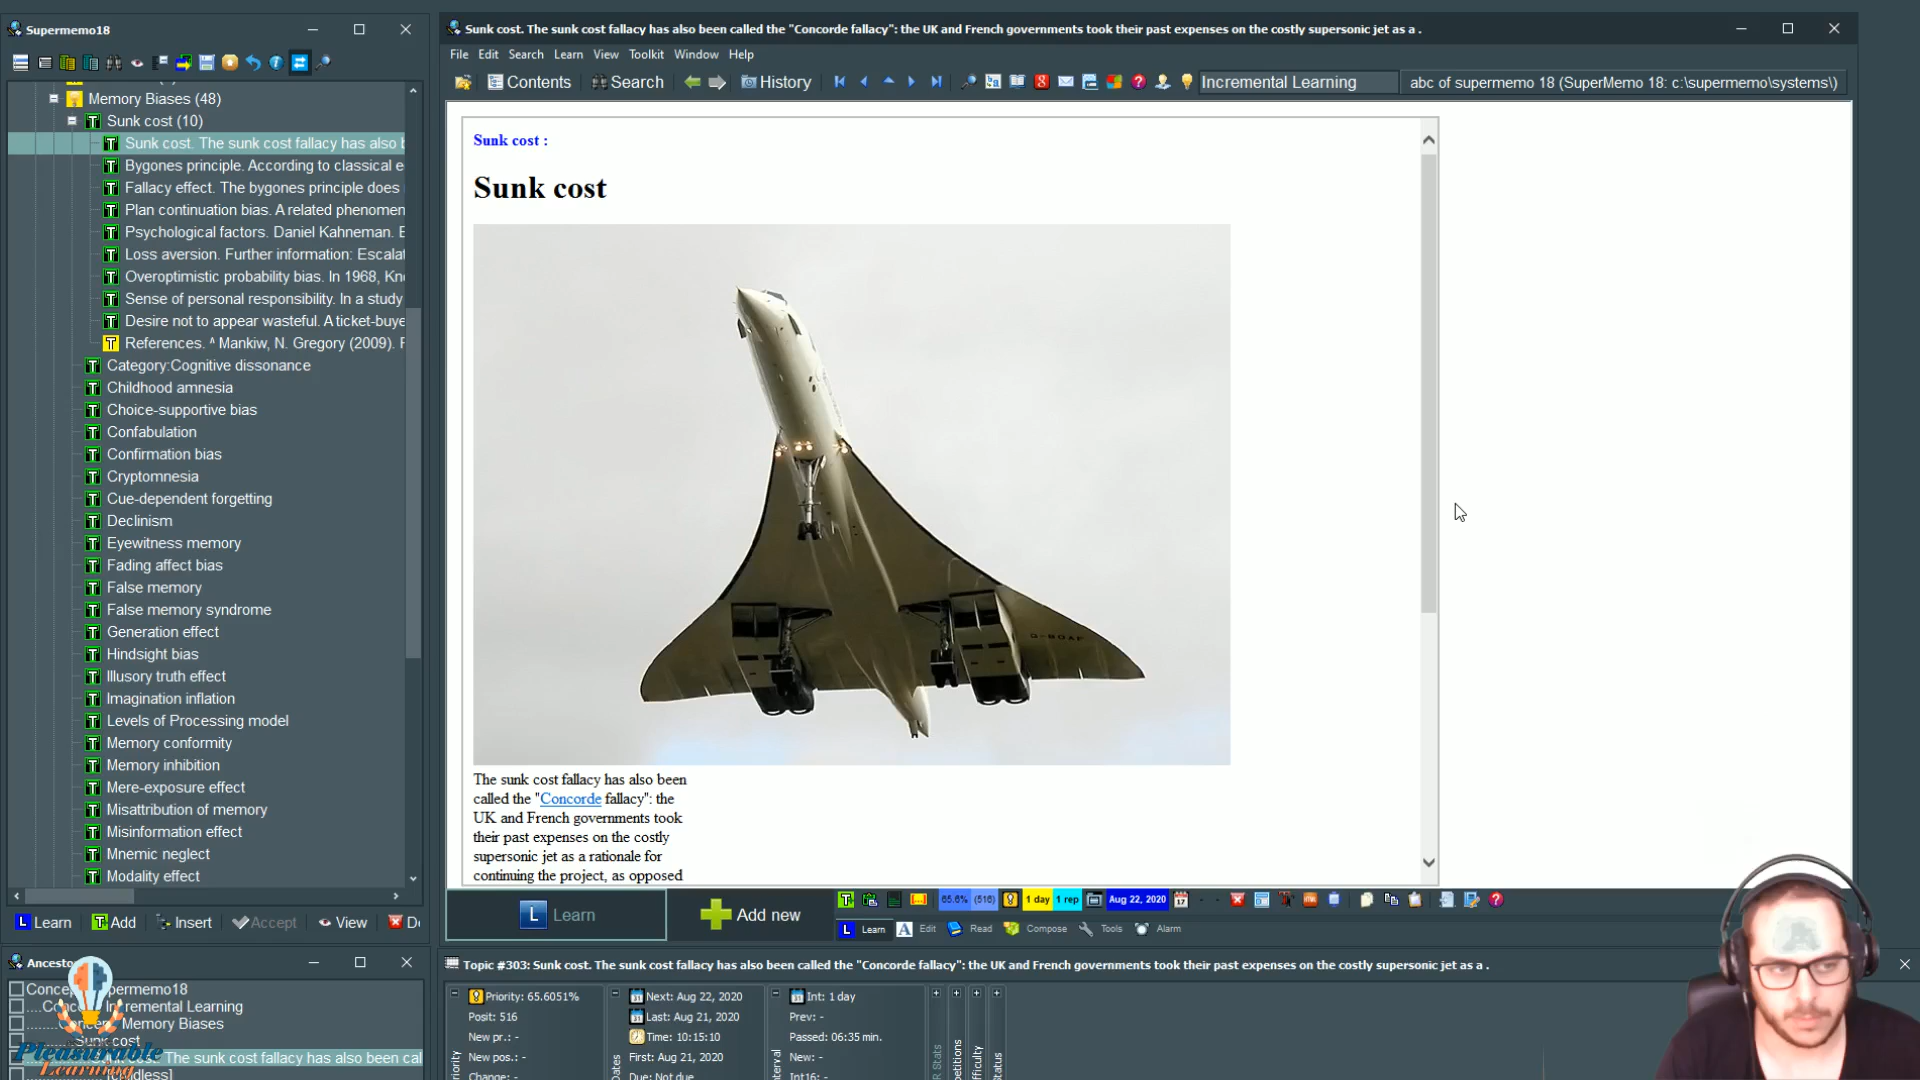 Supermemo18
Memory Biases (48)
Sunk cost (10)
Sunk cost. The sunk cost fallacy has also b
Bygones principle. According to classical e
Fallacy effect. The bygones principle does
Plan continuation bias. A related phenomen
Psychological factors. Daniel Kahneman. E
Loss aversion. Further information: Escalat
Overoptimistic probability bias. In 1968, Kno
Sense of personal responsibility. In a study
Desire not to appear wasteful. A ticket-buye
References. ^ Mankiw, N. Gregory (2009). P
Category:Cognitive dissonance
Childhood amnesia
Choice-supportive bias
Confabulation
Confirmation bias
Cryptomnesia
Cue-dependent forgetting
Declinism
Eyewitness memory
Fading affect bias
False memory
False memory syndrome
Generation effect
Hindsight bias
Illusory truth effect
Imagination inflation
Levels of Processing model
Memory conformity
Memory inhibition
Mere-exposure effect
Misattribution of memory
Misinformation effect
Mnemic neglect
Modality effect
Learn Add Insert Accept View D
Sunk cost. The sunk cost fallacy has also been called the "Concorde fallacy": the UK and French governments took their past expenses on the costly supersonic jet as a .
File Edit Search Learn View Toolkit Window Help
Contents Search History Incremental Learning abc of supermemo 18 (SuperMemo 18: c:\supermemo\systems\)
Sunk cost :
Sunk cost
G-BOAF
The sunk cost fallacy has also been
called the "Concorde fallacy": the
UK and French governments took
their past expenses on the costly
supersonic jet as a rationale for
continuing the project, as opposed
Learn Add new
65.6% (516) 1 day 1 rep Aug 22, 2020
Learn Edit Read Compose Tools Alarm
Supermemo18
Incremental Learning
Memory Biases
Sunk cost
The sunk cost fallacy has also been cal
Pleasurable
Learning
Topic #303: Sunk cost. The sunk cost fallacy has also been called the "Concorde fallacy": the UK and French governments took their past expenses on the costly supersonic jet as a .
Priority: 65.6051%
Posit: 516
New pr.: -
New pos.: -
Change: -
Dates
Next: Aug 22, 2020
Last: Aug 21, 2020
Time: 10:15:10
First: Aug 21, 2020
Due: Not due
Int: 1 day
Prev: -
Passed: 06:35 min.
New: -
Int16: -